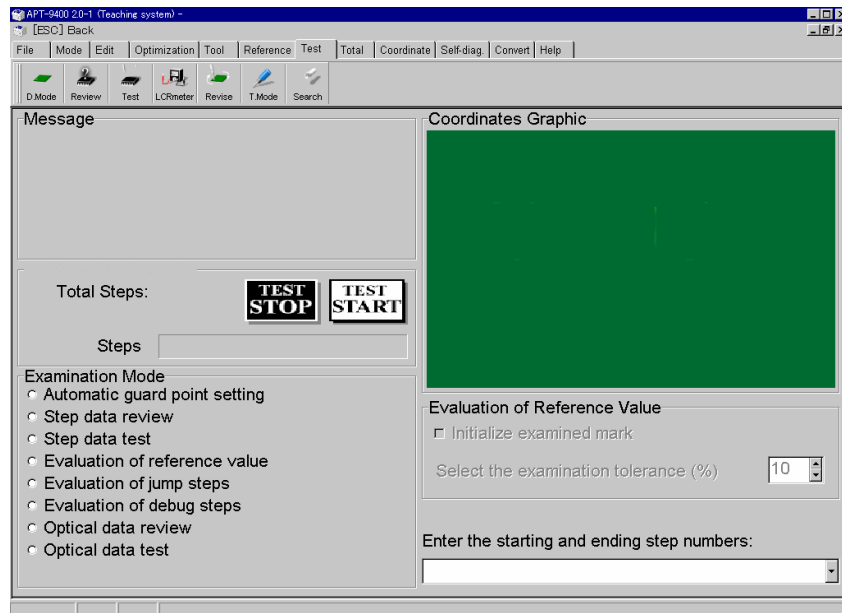 APT-9400 2.0-1 (Teaching system) -
[ESC] Back
File Mode Edit Optimization Tool Reference Test Total Coordinate Self-diag. Convert Help
D.Mode Review Test LCRmeter Revise T.Mode Search
Message
Coordinates Graphic
Total Steps:
TEST STOP
TEST START
Steps
Examination Mode
Automatic guard point setting
Step data review
Step data test
Evaluation of reference value
Evaluation of jump steps
Evaluation of debug steps
Optical data review
Optical data test
Evaluation of Reference Value
Initialize examined mark
Select the examination tolerance (%) 10
Enter the starting and ending step numbers: